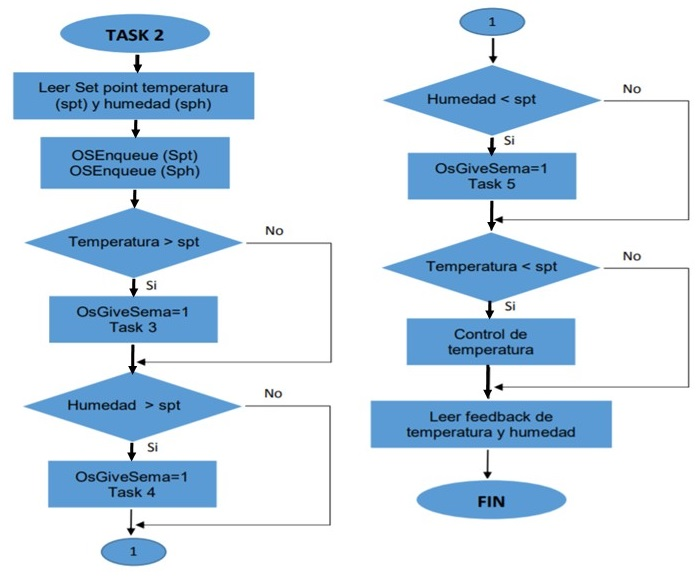 TASK 2
Leer Set point temperatura
(spt) y humedad (sph)
OSEnqueue (Spt)
OSEnqueue (Sph)
Temperatura > spt
No
Si
OsGiveSema=1
Task 3
Humedad > spt
No
Si
OsGiveSema=1
Task 4
1
1
Humedad < spt
No
Si
OsGiveSema=1
Task 5
Temperatura < spt
No
Si
Control de
temperatura
Leer feedback de
temperatura y humedad
FIN